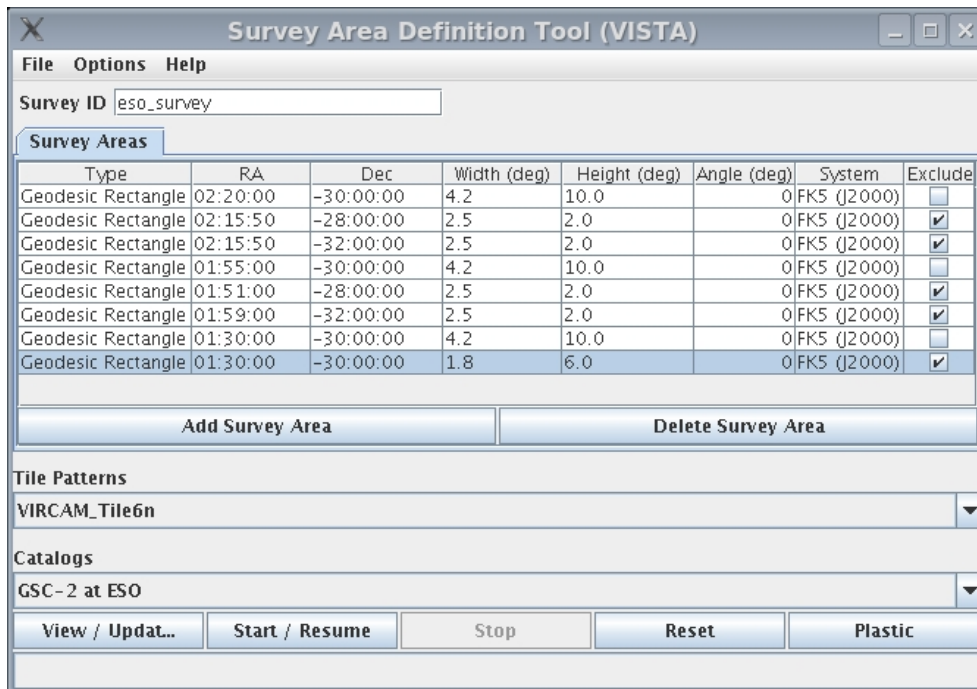 Survey Area Definition Tool (VISTA)
File Options Help
Survey ID eso_survey
Survey Areas
Type RA Dec Width (deg) Height (deg) Angle (deg) System Exclude
Geodesic Rectangle 02:20:00 -30:00:00 4.2 10.0 0 FK5 (J2000)
Geodesic Rectangle 02:15:50 -28:00:00 2.5 2.0 0 FK5 (J2000)
Geodesic Rectangle 02:15:50 -32:00:00 2.5 2.0 0 FK5 (J2000)
Geodesic Rectangle 01:55:00 -30:00:00 4.2 10.0 0 FK5 (J2000)
Geodesic Rectangle 01:51:00 -28:00:00 2.5 2.0 0 FK5 (J2000)
Geodesic Rectangle 01:59:00 -32:00:00 2.5 2.0 0 FK5 (J2000)
Geodesic Rectangle 01:30:00 -30:00:00 4.2 10.0 0 FK5 (J2000)
Geodesic Rectangle 01:30:00 -30:00:00 1.8 6.0 0 FK5 (J2000)
Add Survey Area Delete Survey Area
Tile Patterns
VIRCAM_Tile6n
Catalogs
GSC-2 at ESO
View / Updat... Start / Resume Stop Reset Plastic